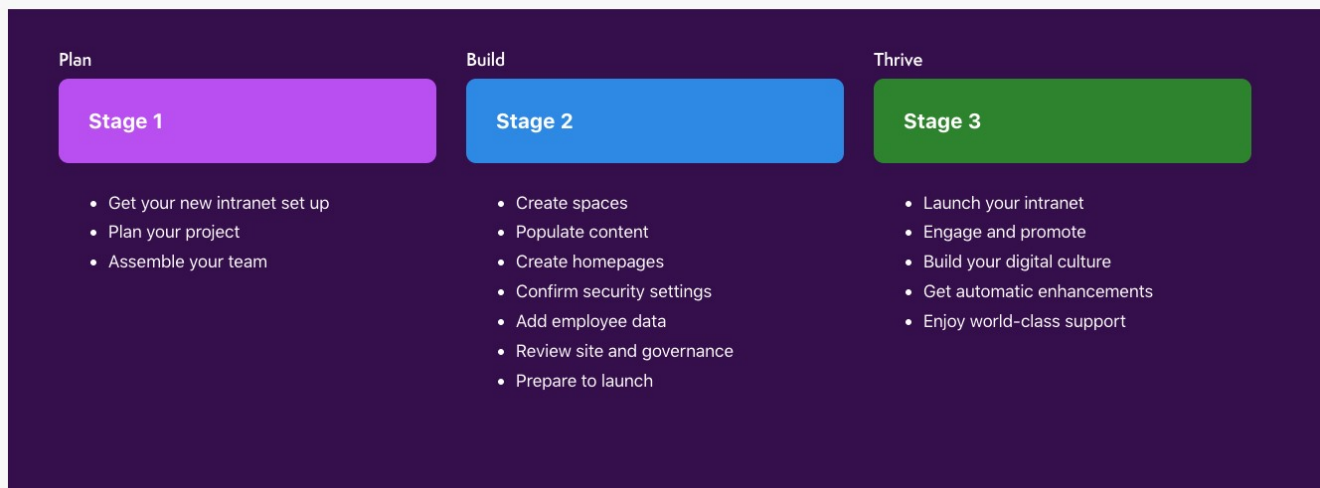 Plan
Stage 1
Get your new intranet set up
Plan your project
Assemble your team
Build
Stage 2
Create spaces
Populate content
Create homepages
Confirm security settings
Add employee data
Review site and governance
Prepare to launch
Thrive
Stage 3
Launch your intranet
Engage and promote
Build your digital culture
Get automatic enhancements
Enjoy world-class support